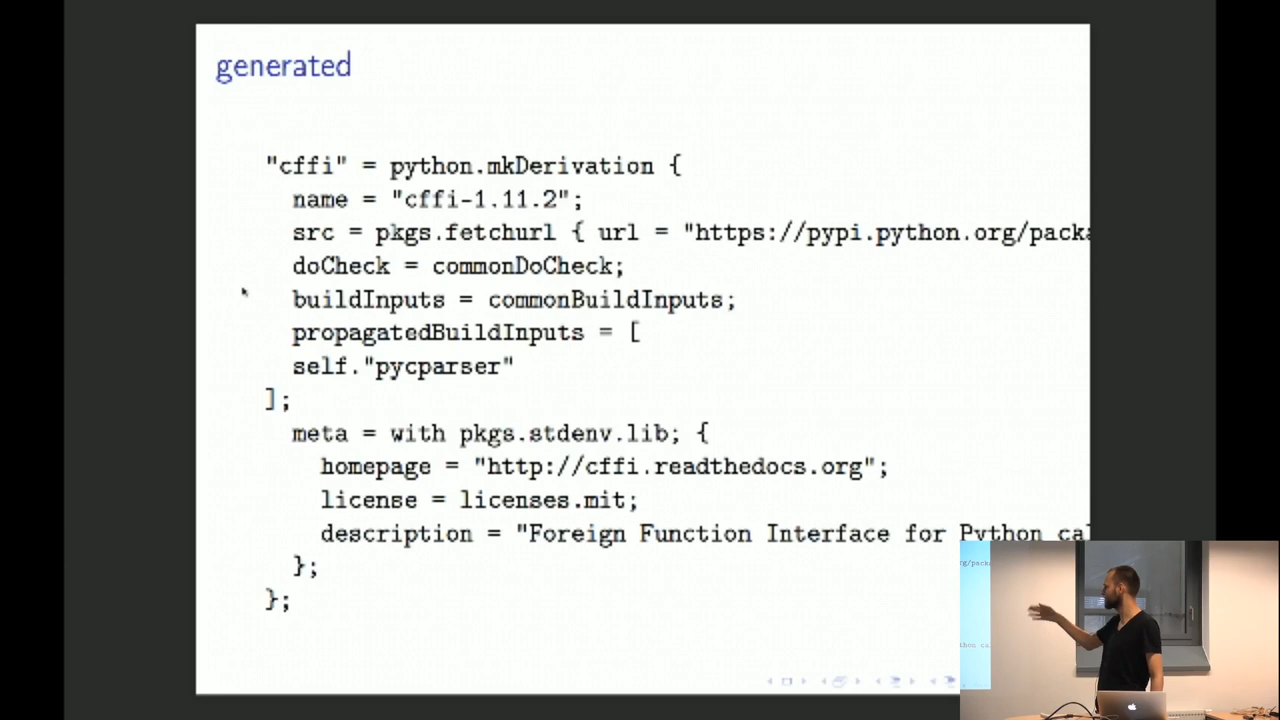 generated
"cffi" = python.mkDerivation {
name = "cffi-1.11.2";
src = pkgs.fetchurl { url = "https://pypi.python.org/packa
doCheck = commonDoCheck;
buildInputs = commonBuildInputs;
propagatedBuildInputs = [
self."pycparser"
];
meta = with pkgs.stdenv.lib; {
homepage = "http://cffi.readthedocs.org";
license = licenses.mit;
description = "Foreign Function Interface for Python cal
};
};